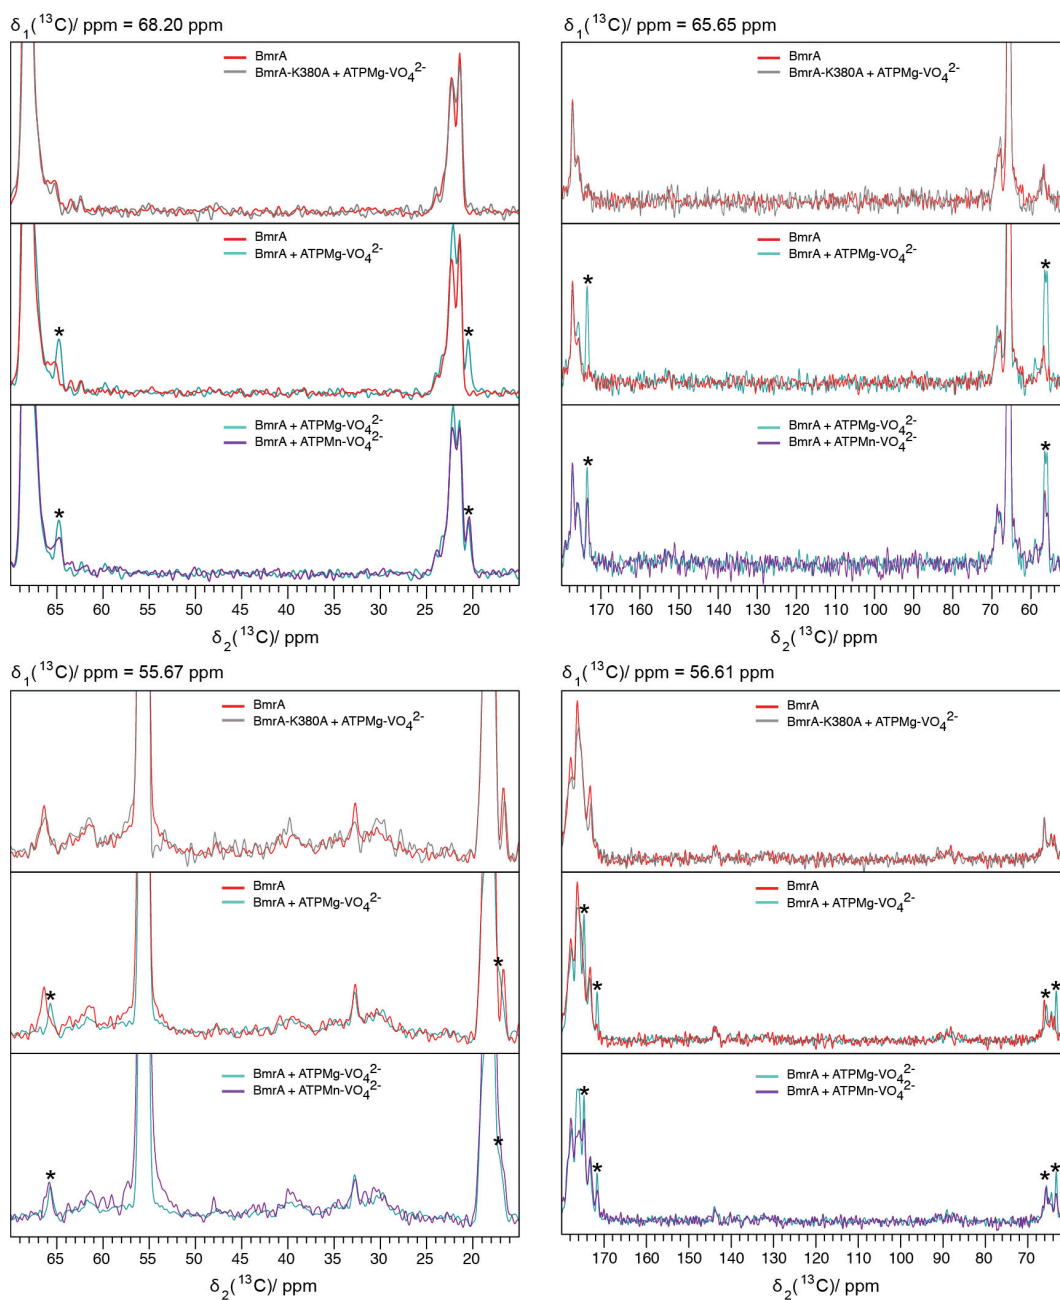 δ₁(¹³C)/ ppm = 68.20 ppm
BmrA
BmrA-K380A + ATPMg-VO₄²⁻
BmrA
BmrA + ATPMg-VO₄²⁻
BmrA + ATPMg-VO₄²⁻
BmrA + ATPMn-VO₄²⁻
* *
* *
65 60 55 50 45 40 35 30 25 20
δ₂(¹³C)/ ppm
δ₁(¹³C)/ ppm = 65.65 ppm
BmrA
BmrA-K380A + ATPMg-VO₄²⁻
BmrA
BmrA + ATPMg-VO₄²⁻
* *
BmrA + ATPMg-VO₄²⁻
BmrA + ATPMn-VO₄²⁻
* *
170 160 150 140 130 120 110 100 90 80 70 60
δ₂(¹³C)/ ppm
δ₁(¹³C)/ ppm = 55.67 ppm
BmrA
BmrA-K380A + ATPMg-VO₄²⁻
BmrA
BmrA + ATPMg-VO₄²⁻
* *
BmrA + ATPMg-VO₄²⁻
BmrA + ATPMn-VO₄²⁻
* *
65 60 55 50 45 40 35 30 25 20
δ₂(¹³C)/ ppm
δ₁(¹³C)/ ppm = 56.61 ppm
BmrA
BmrA-K380A + ATPMg-VO₄²⁻
BmrA
BmrA + ATPMg-VO₄²⁻
* * * *
BmrA + ATPMg-VO₄²⁻
BmrA + ATPMn-VO₄²⁻
* * * *
170 160 150 140 130 120 110 100 90 80 70
δ₂(¹³C)/ ppm